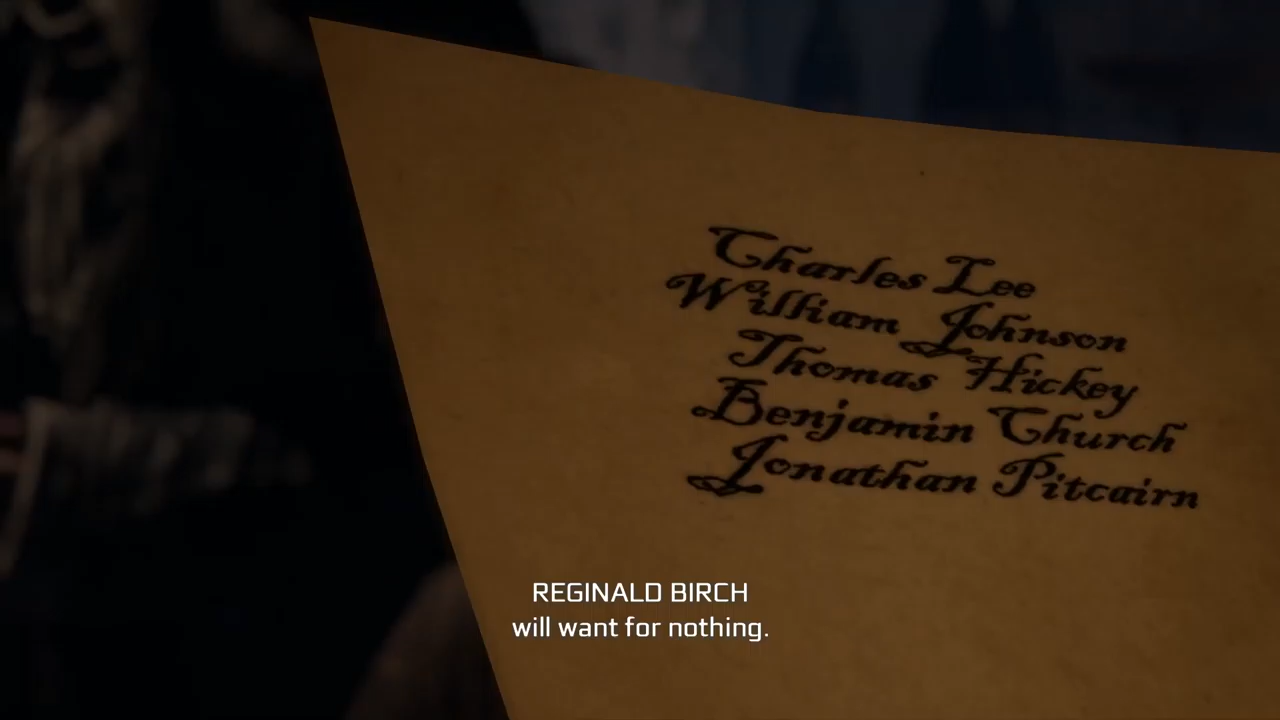 Charles Lee
William Johnson
Thomas Hickey
Benjamin Church
Jonathan Pitcairn
REGINALD BIRCH
will want for nothing.